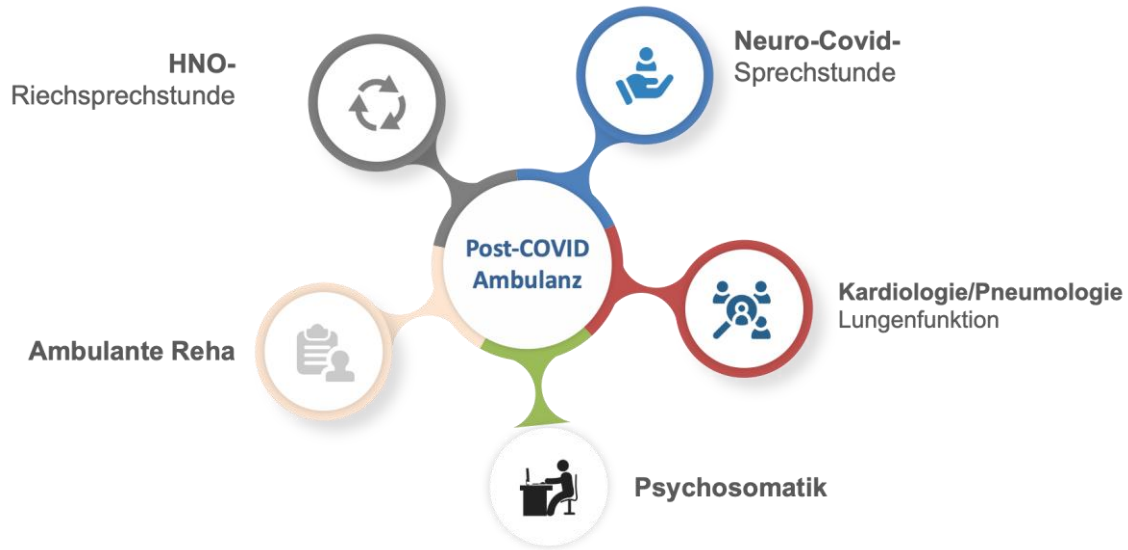 HNO-
Riechsprechstunde
Neuro-Covid-
Sprechstunde
Post-COVID
Ambulanz
Kardiologie/Pneumologie
Lungenfunktion
Ambulante Reha
Psychosomatik